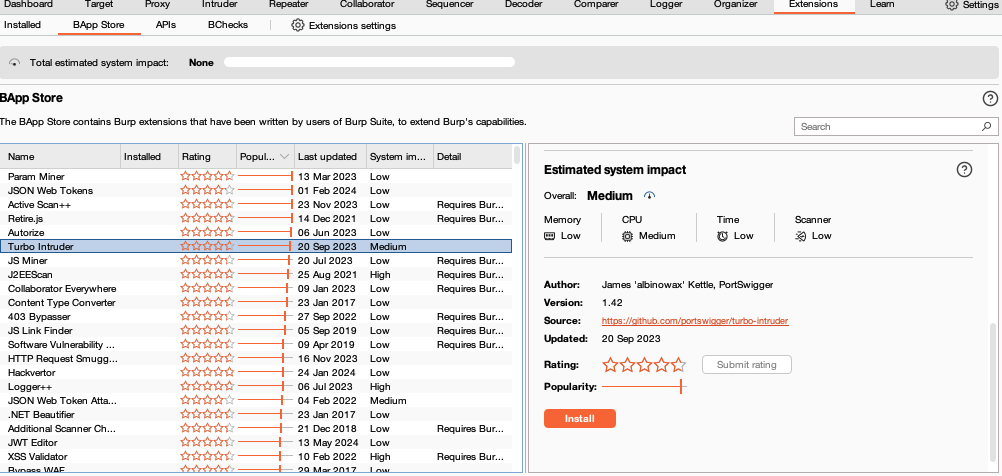 Dashboard Target Proxy Intruder Repeater Collaborator Sequencer Decoder Comparer Logger Organizer Extensions Learn Settings
Installed BApp Store APIs BChecks Extensions settings
Total estimated system impact: None
BApp Store
The BApp Store contains Burp extensions that have been written by users of Burp Suite, to extend Burp's capabilities.
Search
Name Installed Rating Popul... Last updated System im... Detail
Param Miner 13 Mar 2023 Low
JSON Web Tokens 01 Feb 2024 Low
Active Scan++ 23 Nov 2023 Low Requires Bur...
Retire.js 14 Dec 2021 Low Requires Bur...
Autorize 06 Jun 2023 Low
Turbo Intruder 20 Sep 2023 Medium
JS Miner 20 Jul 2023 Low Requires Bur...
J2EEScan 25 Aug 2021 High Requires Bur...
Collaborator Everywhere 09 Jan 2023 Low Requires Bur...
Content Type Converter 23 Jan 2017 Low
403 Bypasser 27 Sep 2022 Low Requires Bur...
JS Link Finder 05 Sep 2019 Low Requires Bur...
Software Vulnerability ... 09 Apr 2019 Low Requires Bur...
HTTP Request Smugg... 16 Nov 2023 Low
Hackvertor 24 Jan 2024 Low
Logger++ 06 Jul 2023 High
JSON Web Token Atta... 04 Feb 2022 Medium
.NET Beautifier 23 Jan 2017 Low
Additional Scanner Ch... 21 Dec 2018 Low Requires Bur...
JWT Editor 13 May 2024 Low
XSS Validator 10 Feb 2022 High Requires Bur...
Bypass WAF 29 Mar 2017 Low
Estimated system impact
Overall: Medium
Memory CPU Time Scanner
Low Medium Low Low
Author: James 'albinowax' Kettle, PortSwigger
Version: 1.42
Source: https://github.com/portswigger/turbo-intruder
Updated: 20 Sep 2023
Rating: Submit rating
Popularity:
Install